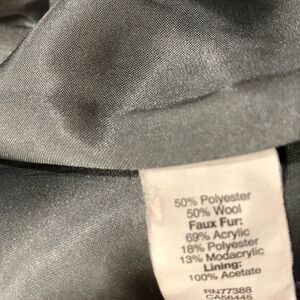 50% Polyester
50% Wool
Faux Fur:
69% Acrylic
18% Polyester
13% Modacrylic
Lining:
100% Acetate
RN77388
CA56445